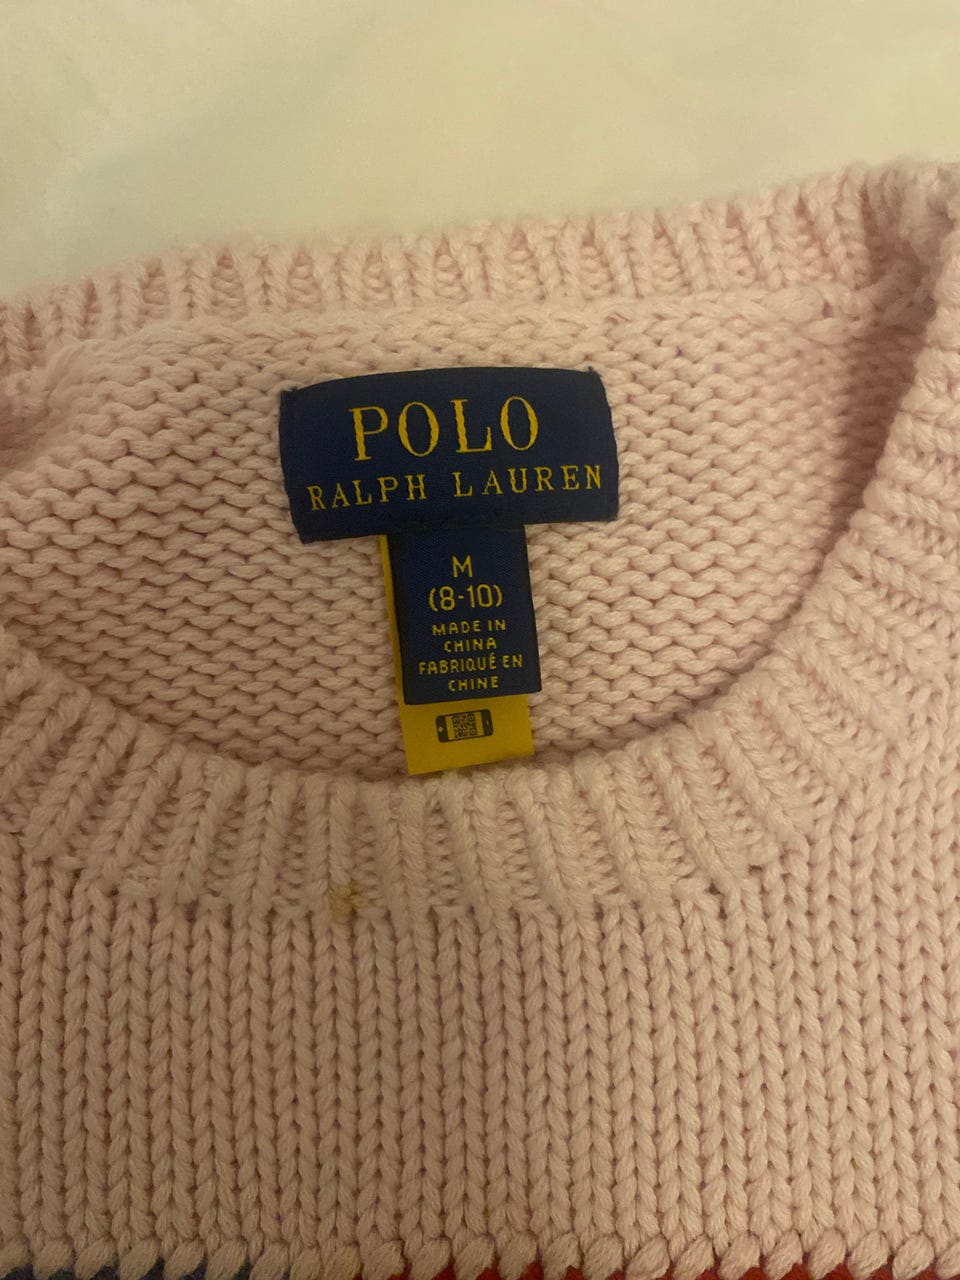 POLO
RALPH LAUREN
M
(8-10)
MADE IN
CHINA
FABRIQUÉ EN
CHINE